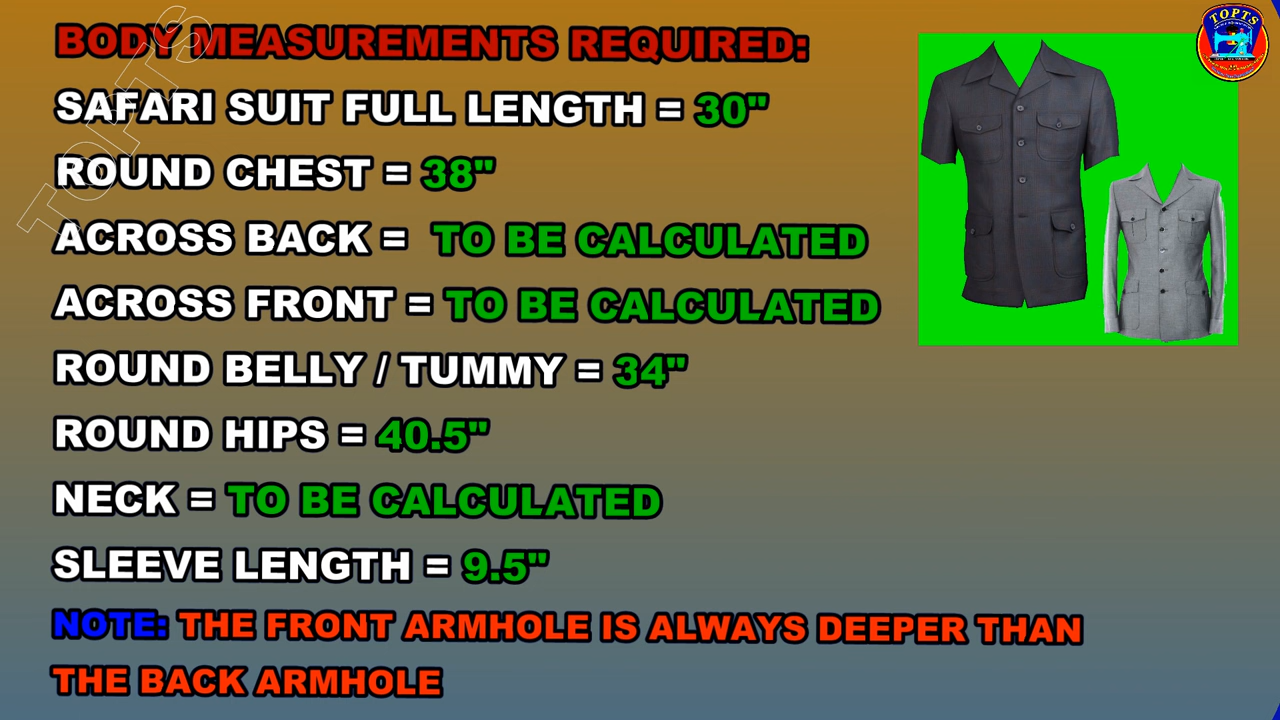 BODY MEASUREMENTS REQUIRED:
SAFARI SUIT FULL LENGTH = 30"
ROUND CHEST = 38"
ACROSS BACK = TO BE CALCULATED
ACROSS FRONT = TO BE CALCULATED
ROUND BELLY / TUMMY = 34"
ROUND HIPS = 40.5"
NECK = TO BE CALCULATED
SLEEVE LENGTH = 9.5"
NOTE: THE FRONT ARMHOLE IS ALWAYS DEEPER THAN
THE BACK ARMHOLE
TOPTS
TOPTS